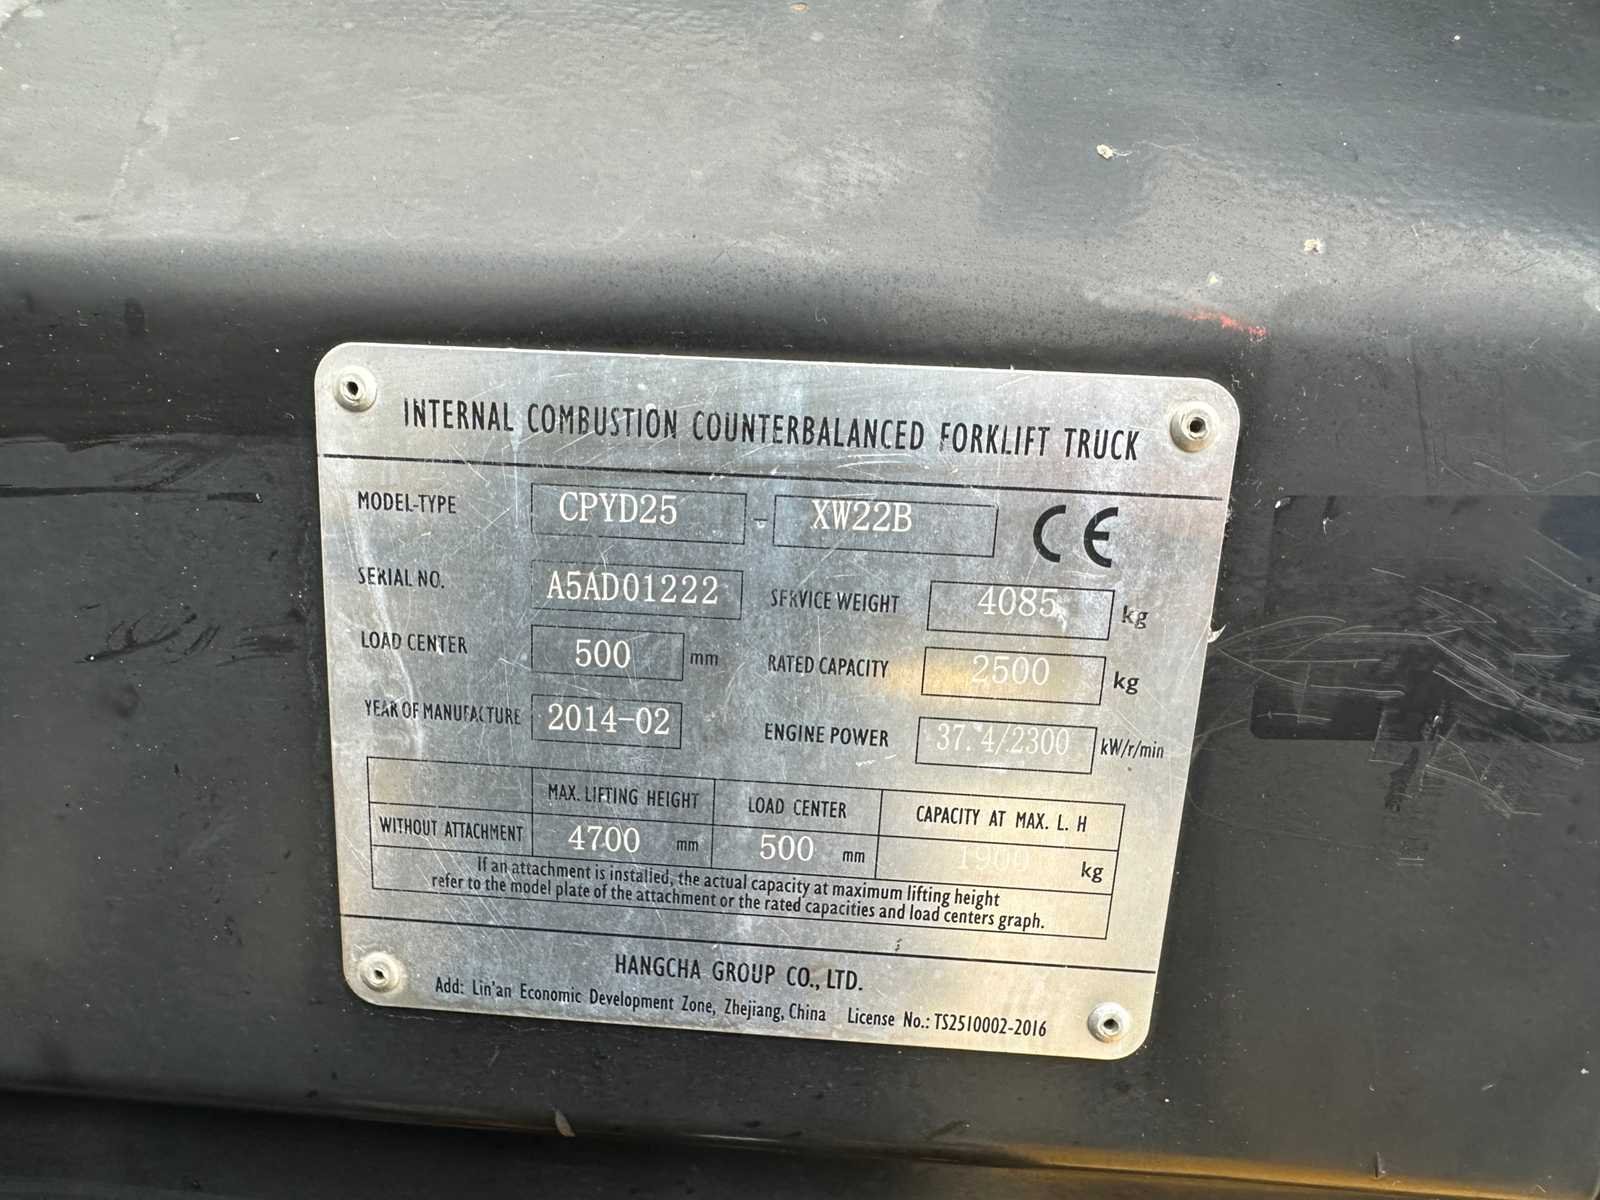 INTERNAL COMBUSTION COUNTERBALANCED FORKLIFT TRUCK
MODEL-TYPE CPYD25 - XW22B CE
SERIAL NO. A5AD01222 SERVICE WEIGHT 4085 kg
LOAD CENTER 500 mm RATED CAPACITY 2500 kg
YEAR OF MANUFACTURE 2014-02 ENGINE POWER 37.4/2300 kW/r/min
MAX. LIFTING HEIGHT LOAD CENTER CAPACITY AT MAX. L. H
WITHOUT ATTACHMENT 4700 mm 500 mm 1900 kg
If an attachment is installed, the actual capacity at maximum lifting height
refer to the model plate of the attachment or the rated capacities and load centers graph.
HANGCHA GROUP CO., LTD.
Add: Lin'an Economic Development Zone, Zhejiang, China License No.: TS2510002-2016